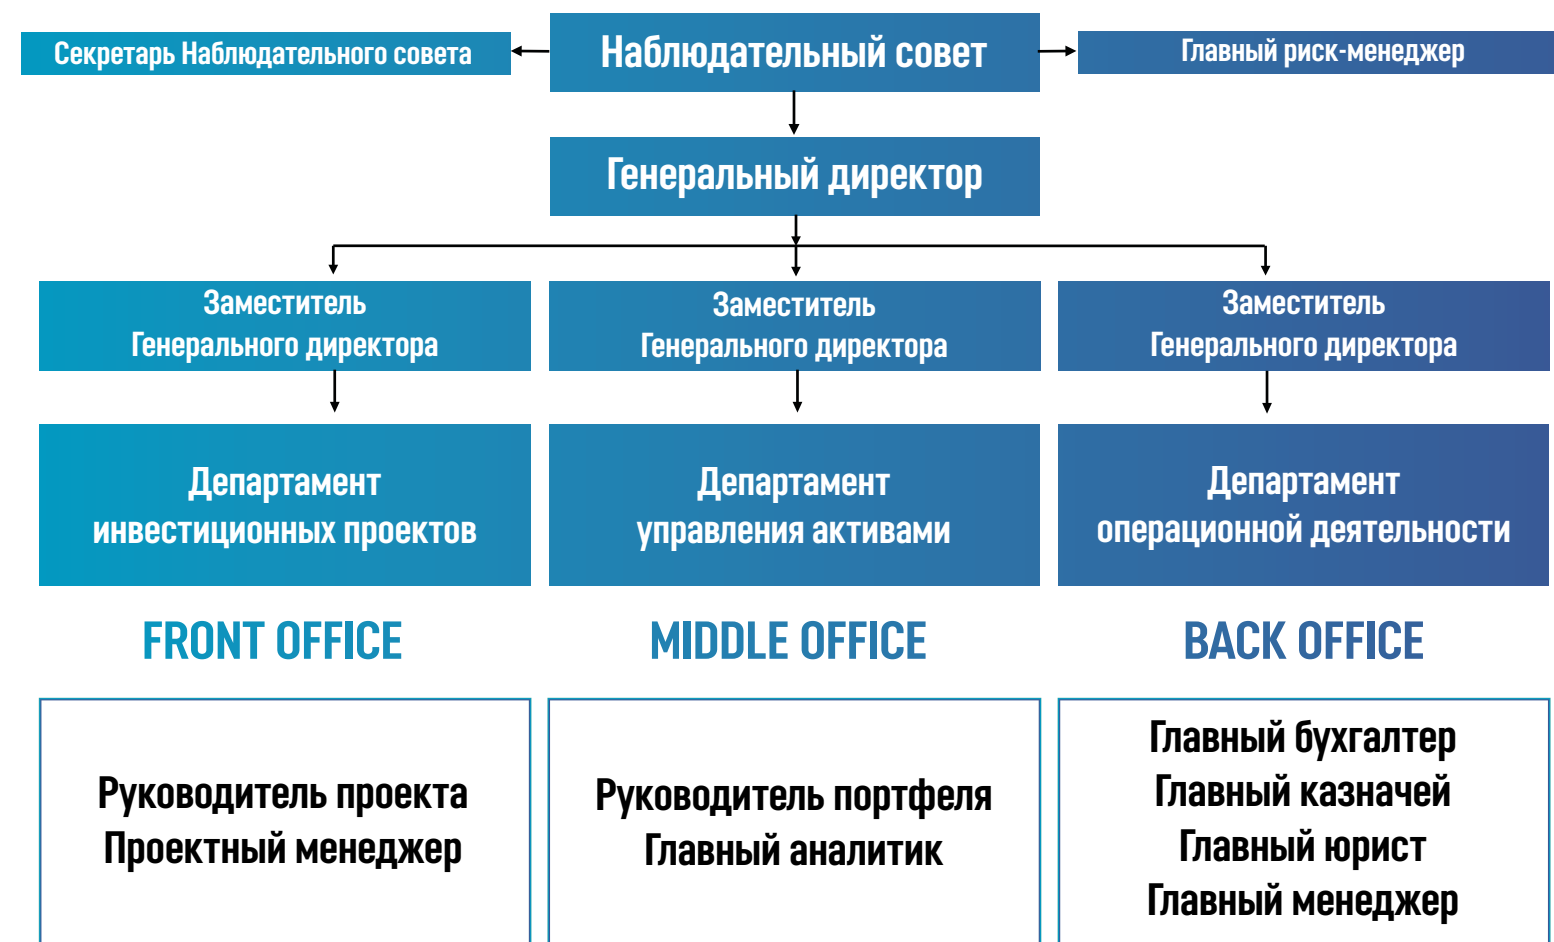 Секретарь Наблюдательного совета
Наблюдательный совет
Главный риск-менеджер
Генеральный директор
Заместитель
Генерального директора
Заместитель
Генерального директора
Заместитель
Генерального директора
Департамент
инвестиционных проектов
Департамент
управления активами
Департамент
операционной деятельности
FRONT OFFICE
MIDDLE OFFICE
BACK OFFICE
Руководитель проекта
Проектный менеджер
Руководитель портфеля
Главный аналитик
Главный бухгалтер
Главный казначей
Главный юрист
Главный менеджер